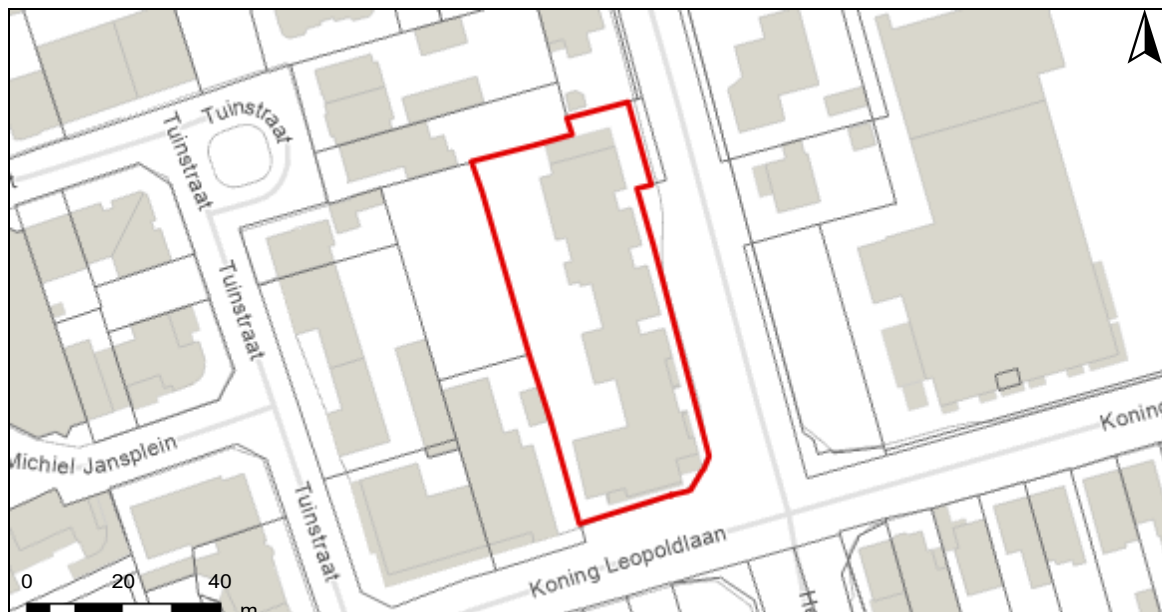 Tuinstraat
Tuinstraat
Tuinstraat
Michiel Jansplein
Tuinstraat
Koning Leopoldlaan
Koning
0 20 40
m